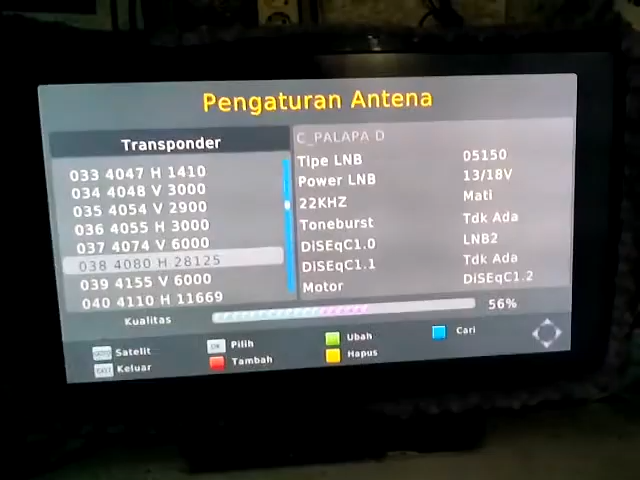 Pengaturan Antena
Transponder
033 4047 H 1410
034 4048 V 3000
035 4054 V 2900
036 4055 H 3000
037 4074 V 6000
038 4080 H 28125
039 4155 V 6000
040 4110 H 11669
C_PALAPA D
Tipe LNB 05150
Power LNB 13/18V
22KHZ Mati
Toneburst Tdk Ada
DiSEqC1.0 LNB2
DiSEqC1.1 Tdk Ada
Motor DiSEqC1.2
Kualitas 56%
Satelit
OK Pilih
Ubah
Cari
EXIT Keluar
Tambah
Hapus